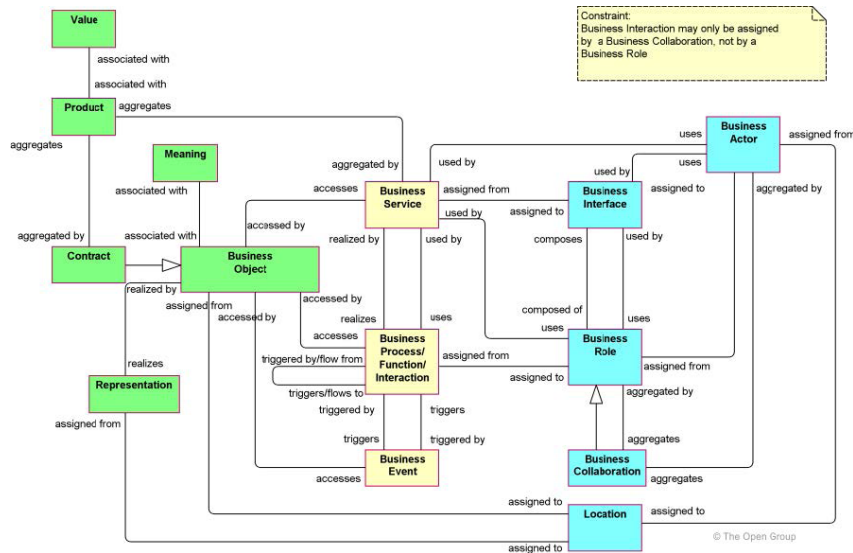 Constraint:
Business Interaction may only be assigned
by a Business Collaboration, not by a
Business Role
Value
associated with
associated with
Product
aggregates
aggregates
Meaning
associated with
associated with
aggregated by
Contract
Business
Object
realized by
assigned from
accessed by
accessed by
accessed by
accesses
aggregated by
Business
Service
assigned from
used by
used by
uses
Business
Actor
assigned from
used by
uses
assigned to
aggregated by
Business
Interface
assigned to
realized by
used by
composes
used by
realizes
uses
composed of
uses
uses
accesses
Business
Process/
Function/
Interaction
triggered by/flow from
triggers/flows to
assigned from
assigned to
Business
Role
assigned from
aggregated by
realizes
Representation
assigned from
triggered by
triggers
triggers
triggered by
Business
Event
accesses
aggregates
Business
Collaboration
aggregates
assigned to
Location
assigned to
assigned to
© The Open Group